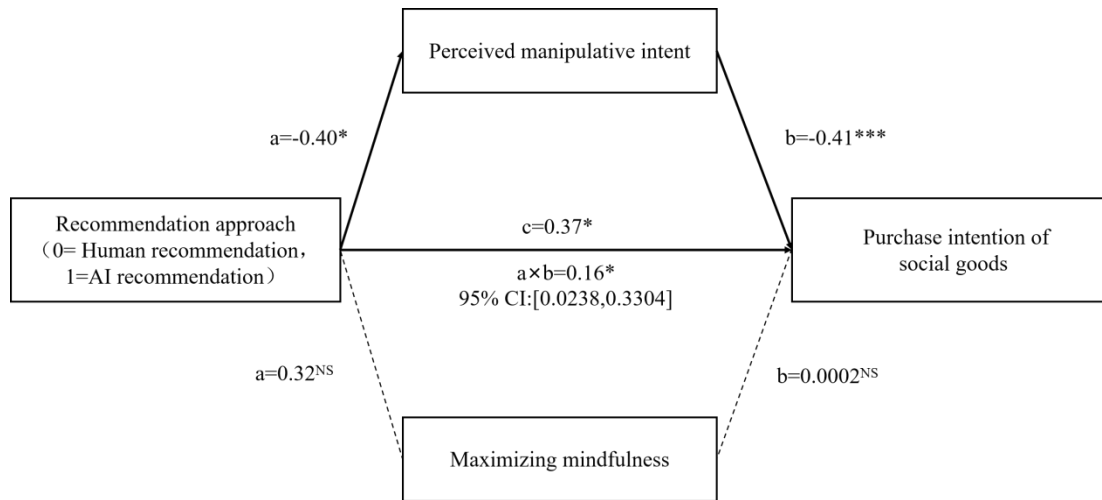 Perceived manipulative intent
a=-0.40*
b=-0.41***
Recommendation approach
（0= Human recommendation，
1=AI recommendation）
c=0.37*
a×b=0.16*
95% CI:[0.0238,0.3304]
Purchase intention of
social goods
a=0.32NS
b=0.0002NS
Maximizing mindfulness